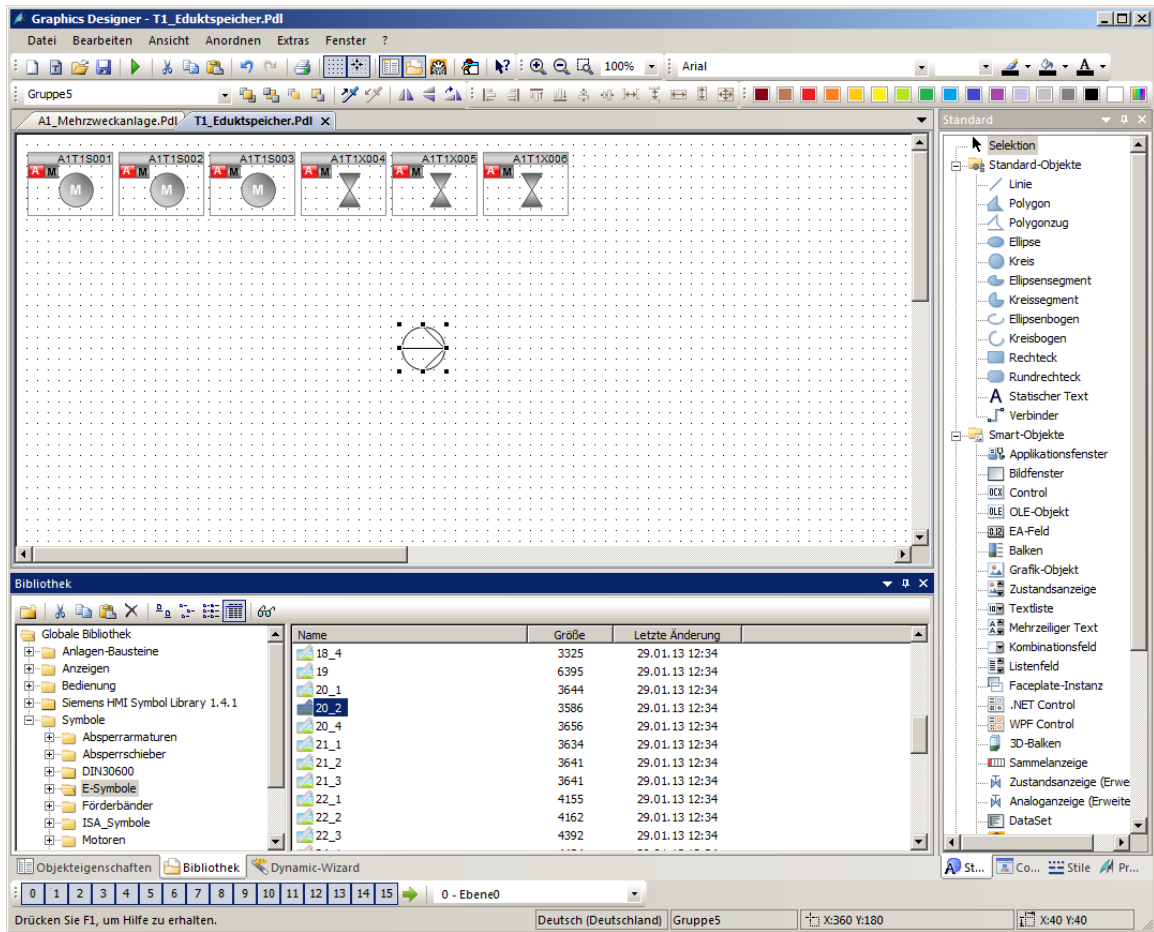 Graphics Designer - T1_Eduktspeicher.Pdl
Datei Bearbeiten Ansicht Anordnen Extras Fenster ?
100% Arial
Gruppe5
A1_Mehrzweckanlage.Pdl T1_Eduktspeicher.Pdl X
A1T1S001 A1T1S002 A1T1S003 A1T1X004 A1T1X005 A1T1X006
A M A M A M A M A M A M
M M M
Standard
Selektion
Standard-Objekte
Linie
Polygon
Polygonzug
Ellipse
Kreis
Ellipsensegment
Kreissegment
Ellipsenbogen
Kreisbogen
Rechteck
Rundrechteck
A Statischer Text
Verbinder
Smart-Objekte
Applikationsfenster
Bildfenster
OCX Control
OLE OLE-Objekt
EA-Feld
Balken
Grafik-Objekt
Zustandsanzeige
Textliste
Mehrzeiliger Text
Kombinationsfeld
Listenfeld
Faceplate-Instanz
.NET Control
WPF Control
3D-Balken
Sammelanzeige
Zustandsanzeige (Erwe
Analoganzeige (Erweite
DataSet
St... Co... Stile Pr...
Bibliothek
Globale Bibliothek
Anlagen-Bausteine
Anzeigen
Bedienung
Siemens HMI Symbol Library 1.4.1
Symbole
Absperrarmaturen
Absperrschieber
DIN30600
E-Symbole
Förderbänder
ISA_Symbole
Motoren
Name Größe Letzte Änderung
18_4 3325 29.01.13 12:34
19 6395 29.01.13 12:34
20_1 3644 29.01.13 12:34
20_2 3586 29.01.13 12:34
20_4 3656 29.01.13 12:34
21_1 3634 29.01.13 12:34
21_2 3641 29.01.13 12:34
21_3 3641 29.01.13 12:34
22_1 4155 29.01.13 12:34
22_2 4162 29.01.13 12:34
22_3 4392 29.01.13 12:34
Objekteigenschaften Bibliothek Dynamic-Wizard
0 1 2 3 4 5 6 7 8 9 10 11 12 13 14 15 0 - Ebene0
Drücken Sie F1, um Hilfe zu erhalten. Deutsch (Deutschland) Gruppe5 X:360 Y:180 X:40 Y:40